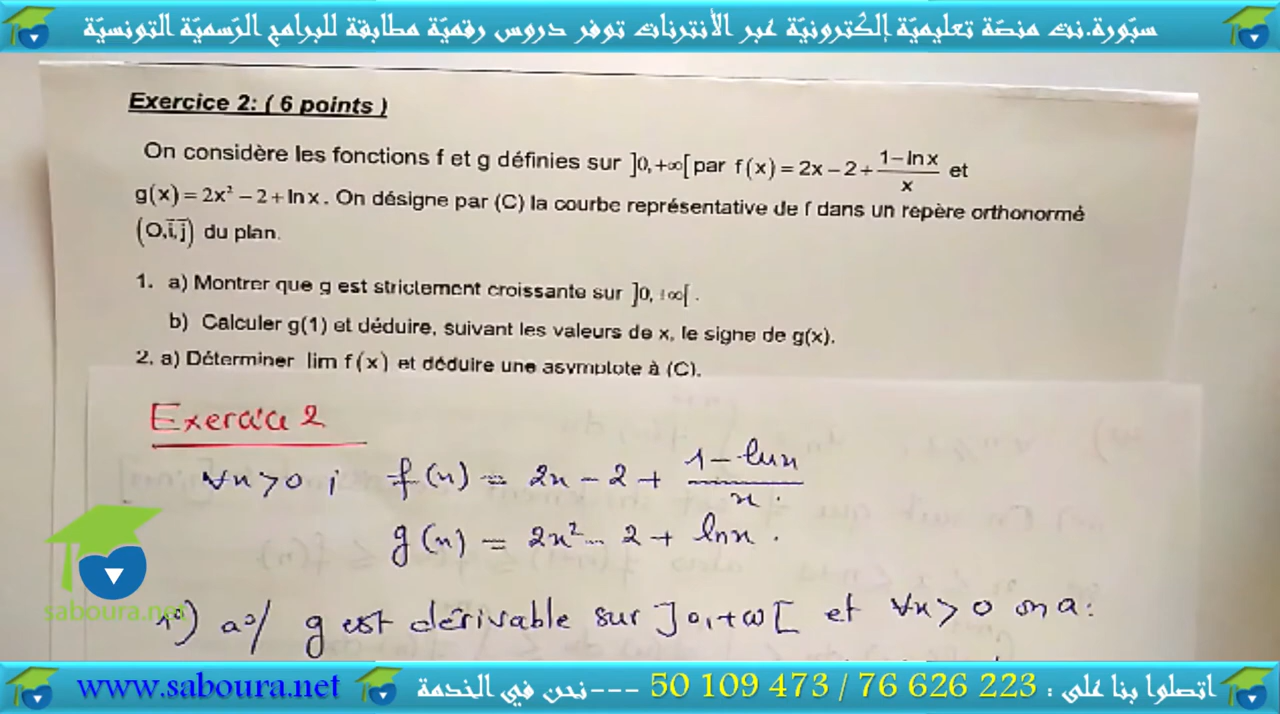 سبّورة.نت منصّة تعليميّة إلكترونيّة عبر الأنترنات توفر دروس رقميّة مطابقة للبرامج الرّسميّة التونسيّة
Exercice 2: ( 6 points )
On considère les fonctions f et g définies sur ]0,+∞[ par f(x) = 2x − 2 + (1−ln x)/x et
g(x) = 2x² − 2 + ln x . On désigne par (C) la courbe représentative de f dans un repère orthonormé
(O,i,j) du plan.
1. a) Montrer que g est strictement croissante sur ]0, +∞[ .
b) Calculer g(1) et déduire, suivant les valeurs de x, le signe de g(x).
2. a) Déterminer lim f(x) et déduire une asymptote à (C).
Exercice 2
∀x > 0 ; f(x) = 2x − 2 + (1 − ln x)/x .
g(x) = 2x² − 2 + ln x .
saboura.net
1°) a°/ g est dérivable sur ]0,+∞[ et ∀x > 0 on a :
www.saboura.net
اتصلوا بنا على : 50 109 473 / 76 626 223 ---نحن في الخدمة